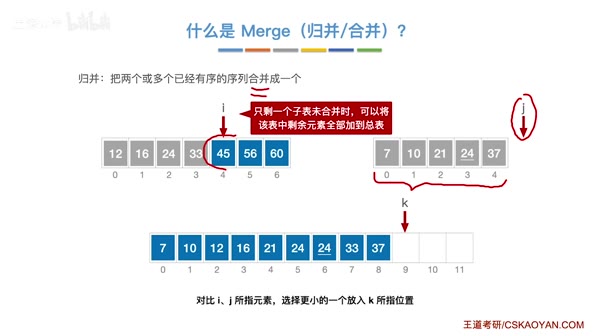 什么是 Merge（归并/合并）?
归并：把两个或多个已经有序的序列合并成一个
i
只剩一个子表未合并时，可以将
该表中剩余元素全部加到总表
j
12 16 24 33 45 56 60
0 1 2 3 4 5 6
7 10 21 24 37
0 1 2 3 4
k
7 10 12 16 21 24 24 33 37
0 1 2 3 4 5 6 7 8 9 10 11
对比 i、j 所指元素，选择更小的一个放入 k 所指位置
王道考研/CSKAOYAN.COM